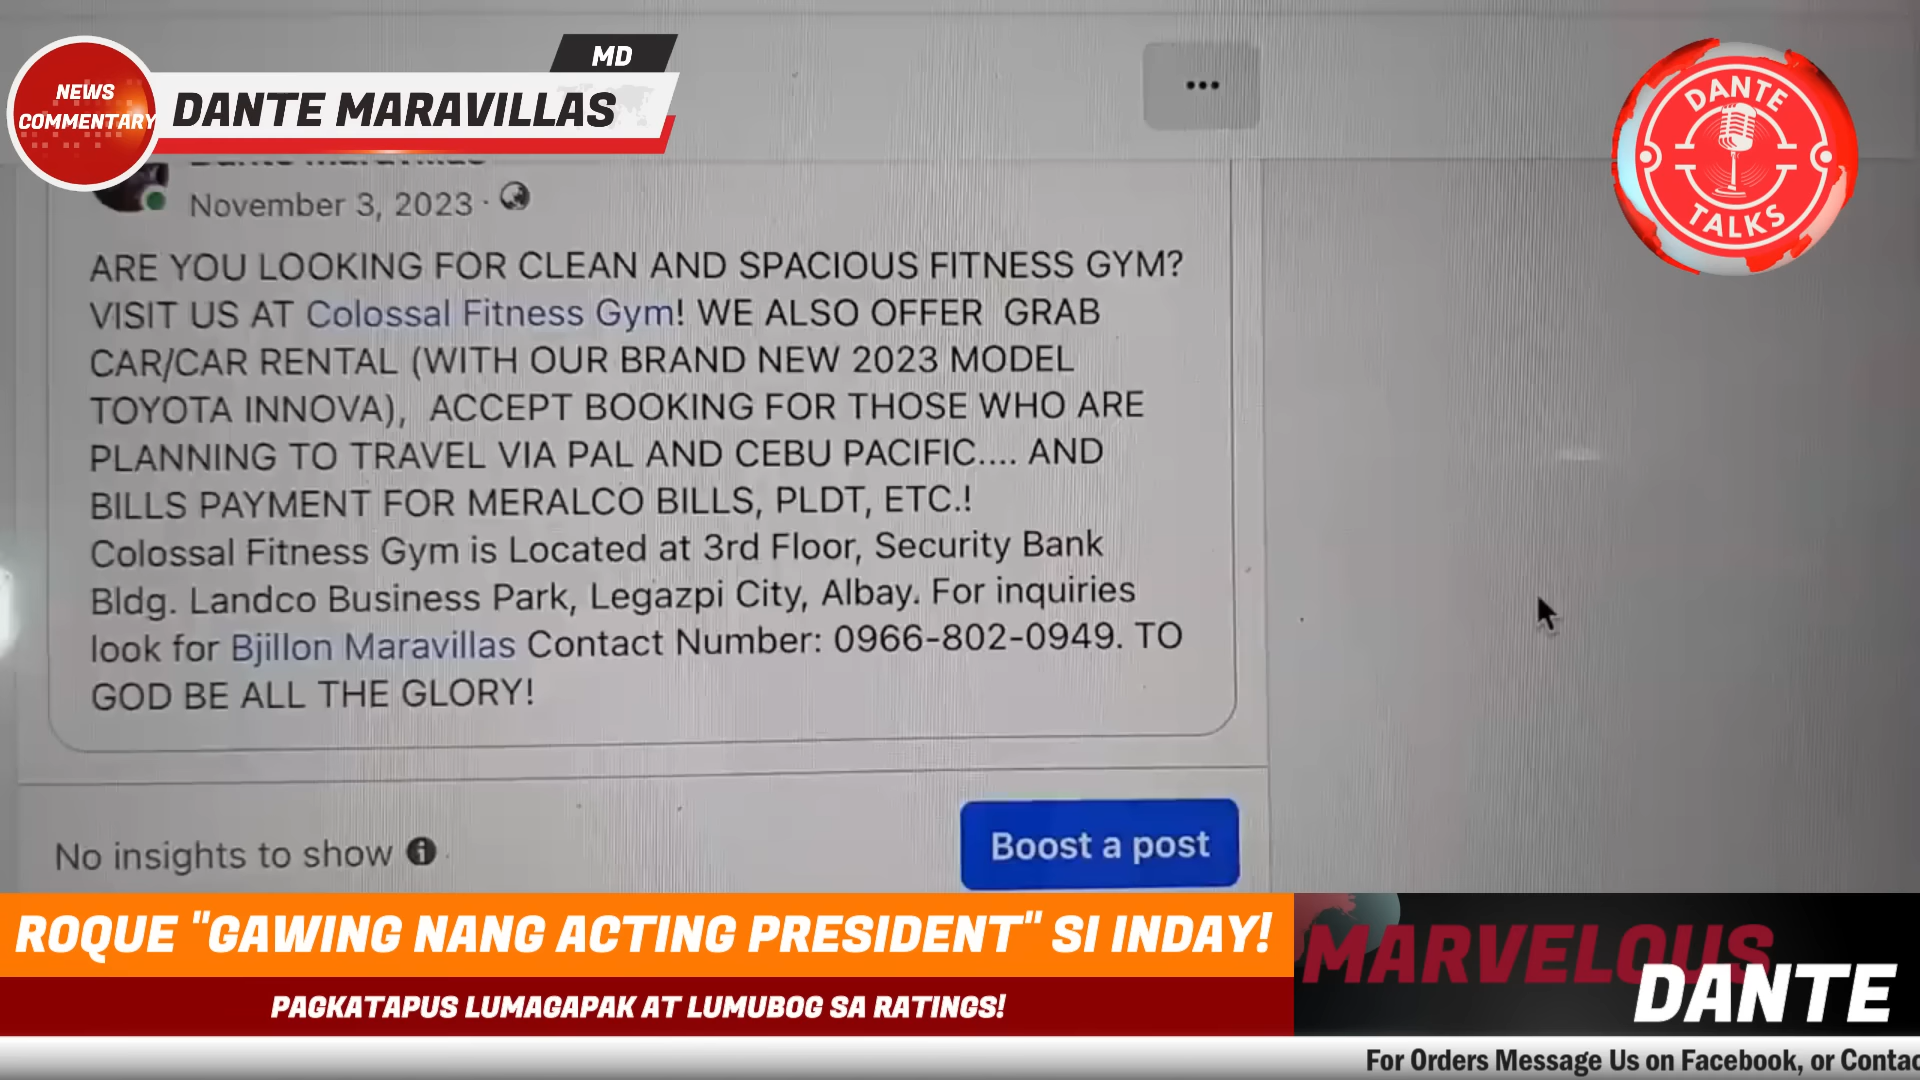 MD
NEWS
COMMENTARY
DANTE MARAVILLAS
DANTE
TALKS
November 3, 2023 ·
ARE YOU LOOKING FOR CLEAN AND SPACIOUS FITNESS GYM?
VISIT US AT Colossal Fitness Gym! WE ALSO OFFER GRAB
CAR/CAR RENTAL (WITH OUR BRAND NEW 2023 MODEL
TOYOTA INNOVA), ACCEPT BOOKING FOR THOSE WHO ARE
PLANNING TO TRAVEL VIA PAL AND CEBU PACIFIC.... AND
BILLS PAYMENT FOR MERALCO BILLS, PLDT, ETC.!
Colossal Fitness Gym is Located at 3rd Floor, Security Bank
Bldg. Landco Business Park, Legazpi City, Albay. For inquiries
look for Bjillon Maravillas Contact Number: 0966-802-0949. TO
GOD BE ALL THE GLORY!
No insights to show
Boost a post
ROQUE "GAWING NANG ACTING PRESIDENT" SI INDAY!
PAGKATAPUS LUMAGAPAK AT LUMUBOG SA RATINGS!
MARVELOUS
DANTE
For Orders Message Us on Facebook, or Contac